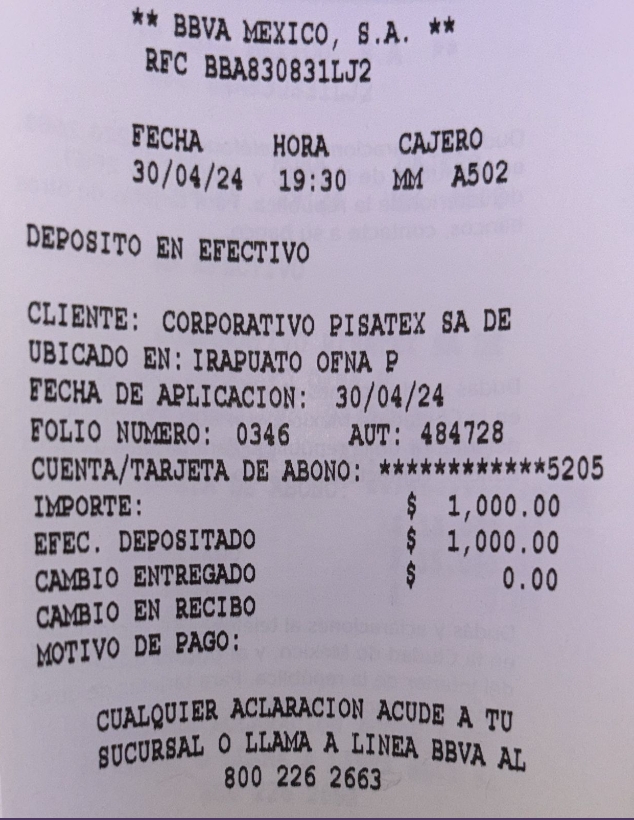 ** BBVA MEXICO, S.A. **
RFC BBA830831LJ2
FECHA HORA CAJERO
30/04/24 19:30 MM A502
DEPOSITO EN EFECTIVO
CLIENTE: CORPORATIVO PISATEX SA DE
UBICADO EN: IRAPUATO OFNA P
FECHA DE APLICACION: 30/04/24
FOLIO NUMERO: 0346 AUT: 484728
CUENTA/TARJETA DE ABONO: ************5205
IMPORTE: $ 1,000.00
EFEC. DEPOSITADO $ 1,000.00
CAMBIO ENTREGADO $ 0.00
CAMBIO EN RECIBO
MOTIVO DE PAGO:
CUALQUIER ACLARACION ACUDE A TU
SUCURSAL O LLAMA A LINEA BBVA AL
800 226 2663